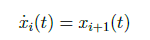 ẋᵢ(t) = xᵢ₊₁(t)